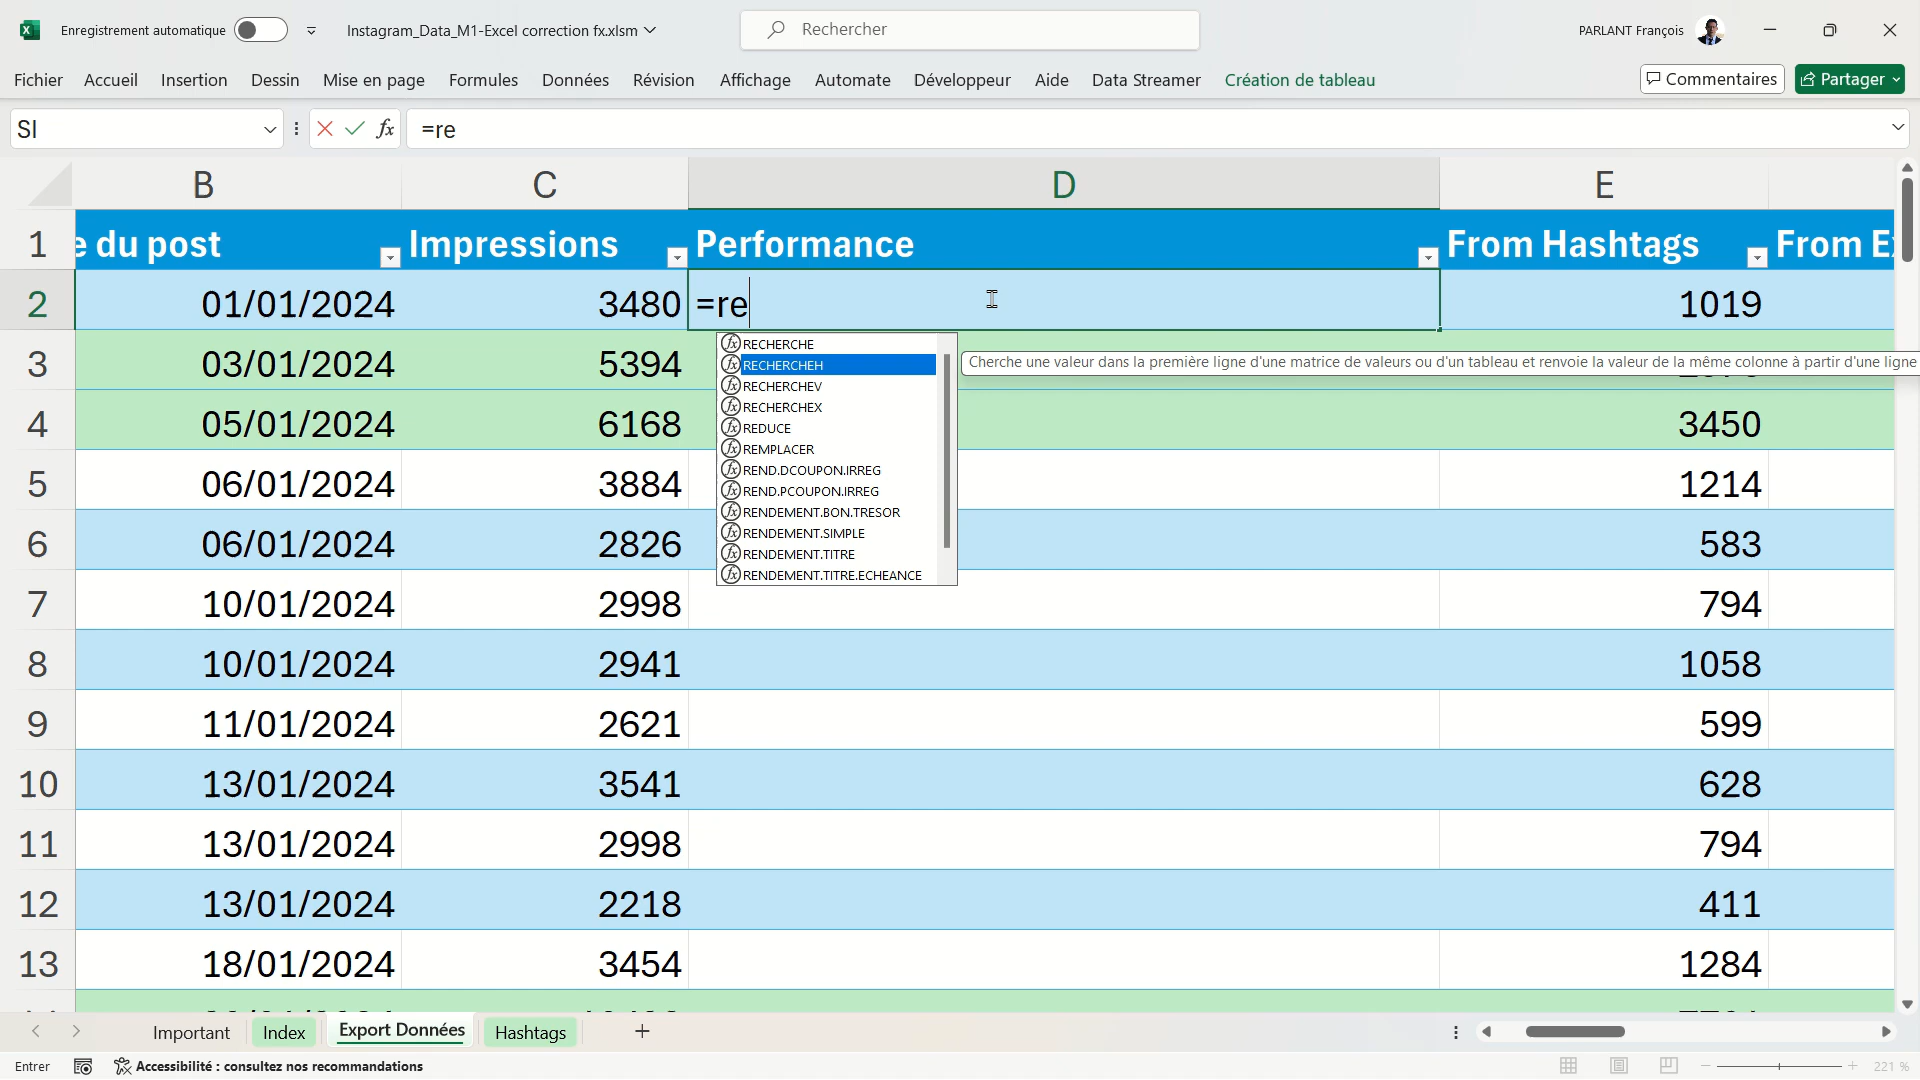 Enregistrement automatique
Instagram_Data_M1-Excel correction fx.xlsm
Rechercher
PARLANT François
Fichier Accueil Insertion Dessin Mise en page Formules Données Révision Affichage Automate Développeur Aide Data Streamer Création de tableau
Commentaires
Partager
SI
fx
=re
B C D E
1 e du post Impressions Performance From Hashtags From E
2 01/01/2024 3480 =re 1019
3 03/01/2024 5394
4 05/01/2024 6168 3450
5 06/01/2024 3884 1214
6 06/01/2024 2826 583
7 10/01/2024 2998 794
8 10/01/2024 2941 1058
9 11/01/2024 2621 599
10 13/01/2024 3541 628
11 13/01/2024 2998 794
12 13/01/2024 2218 411
13 18/01/2024 3454 1284
RECHERCHE
RECHERCHEH
RECHERCHEV
RECHERCHEX
REDUCE
REMPLACER
REND.DCOUPON.IRREG
REND.PCOUPON.IRREG
RENDEMENT.BON.TRESOR
RENDEMENT.SIMPLE
RENDEMENT.TITRE
RENDEMENT.TITRE.ECHEANCE
Cherche une valeur dans la première ligne d'une matrice de valeurs ou d'un tableau et renvoie la valeur de la même colonne à partir d'une ligne
Important Index Export Données Hashtags
Entrer
Accessibilité : consultez nos recommandations
221 %